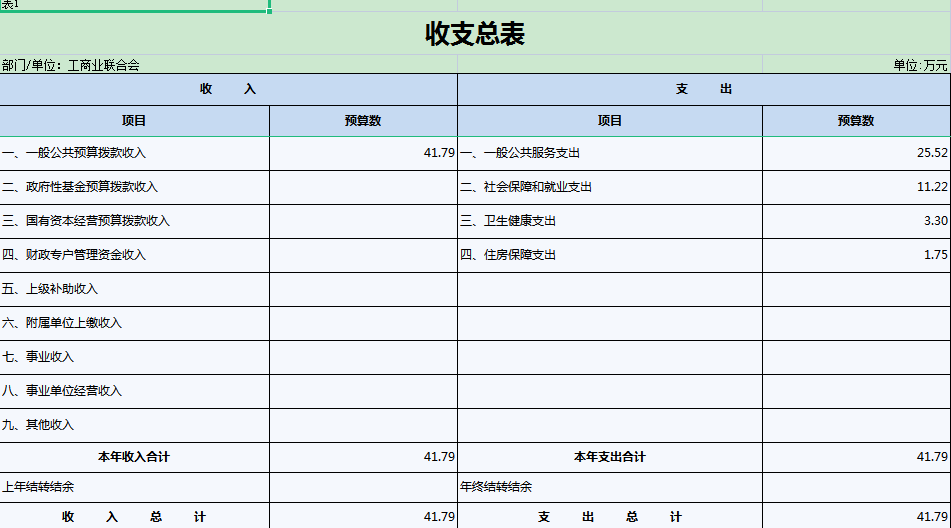 表1
收支总表
部门/单位：工商业联合会 单位:万元
收 入 支 出
项目 预算数 项目 预算数
一、一般公共预算拨款收入 41.79 一、一般公共服务支出 25.52
二、政府性基金预算拨款收入 二、社会保障和就业支出 11.22
三、国有资本经营预算拨款收入 三、卫生健康支出 3.30
四、财政专户管理资金收入 四、住房保障支出 1.75
五、上级补助收入
六、附属单位上缴收入
七、事业收入
八、事业单位经营收入
九、其他收入
本年收入合计 41.79 本年支出合计 41.79
上年结转结余 年终结转结余
收 入 总 计 41.79 支 出 总 计 41.79